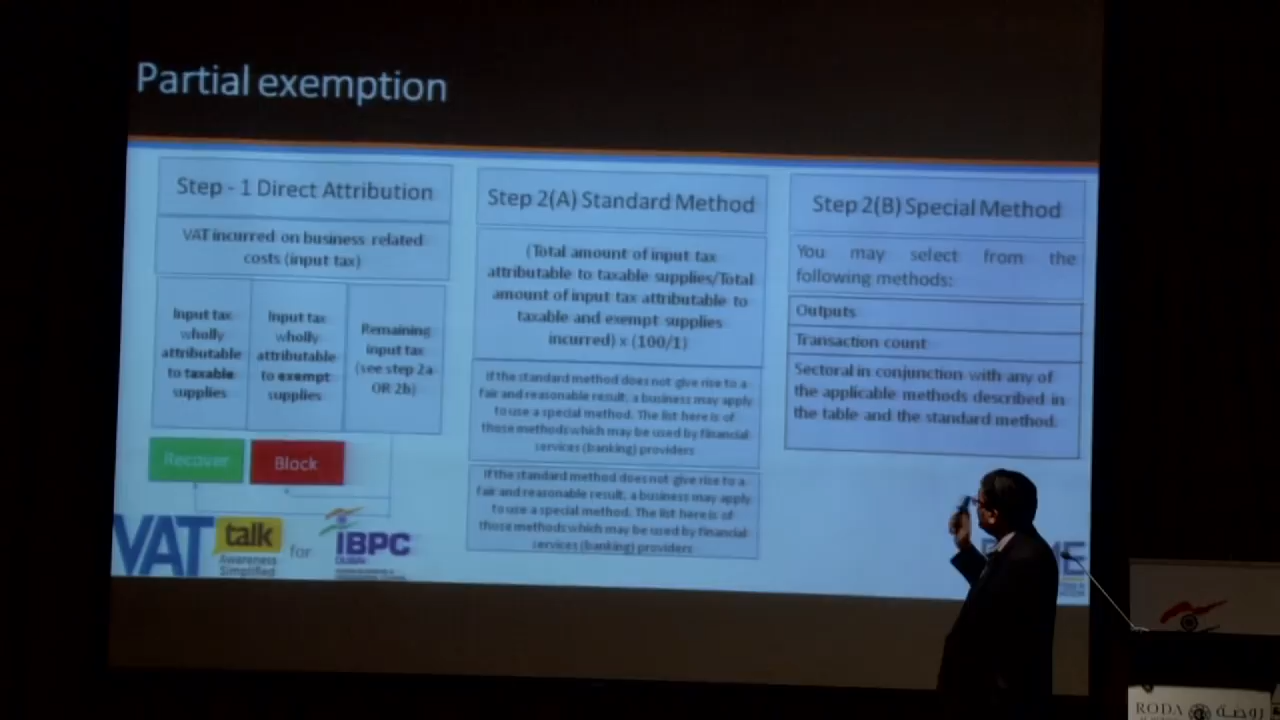 Partial exemption
Step - 1 Direct Attribution
VAT incurred on business related
costs (input tax)
Input tax
wholly
attributable
to taxable
supplies
Input tax
wholly
attributable
to exempt
supplies
Remaining
input tax
(see step 2a
OR 2b)
Recover
Block
Step 2(A) Standard Method
(Total amount of input tax
attributable to taxable supplies/Total
amount of input tax attributable to
taxable and exempt supplies
incurred) x (100/1)
If the standard method does not give rise to a
fair and reasonable result, a business may apply
to use a special method. The list here is of
those methods which may be used by financial
services (banking) providers
If the standard method does not give rise to a
fair and reasonable result, a business may apply
to use a special method. The list here is of
those methods which may be used by financial
services (banking) providers
Step 2(B) Special Method
You may select from the
following methods:
Outputs
Transaction count
Sectoral in conjunction with any of
the applicable methods described in
the table and the standard method.
VAT talk
Awareness
Simplified
for
IBPC
DUBAI
RODA روضة